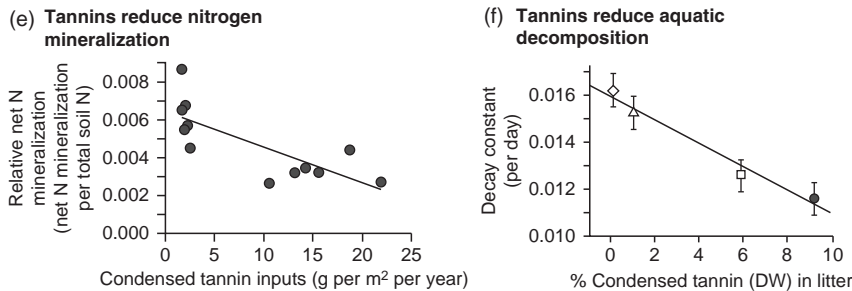 (e) Tannins reduce nitrogen
mineralization
Relative net N
mineralization
(net N mineralization
per total soil N)
0.008
0.006
0.004
0.002
0.000
0 5 10 15 20 25
Condensed tannin inputs (g per m² per year)
(f) Tannins reduce aquatic
decomposition
Decay constant
(per day)
0.016
0.014
0.012
0.010
0 2 4 6 8 10
% Condensed tannin (DW) in litter